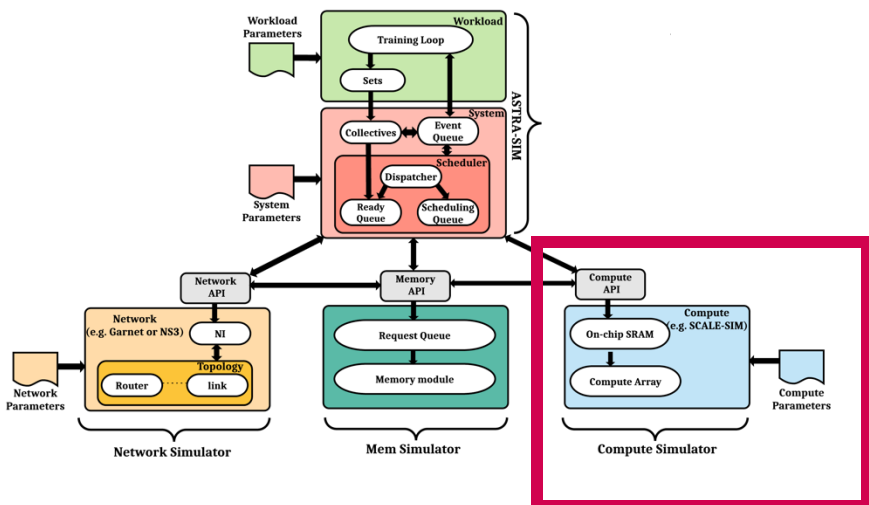 Workload
Parameters
Workload
Training Loop
Sets
System
Collectives
Event
Queue
Scheduler
Dispatcher
Ready
Queue
Scheduling
Queue
System
Parameters
ASTRA-SIM
Network
API
Memory
API
Compute
API
Network
(e.g. Garnet or NS3)
NI
Topology
Router
link
Network
Parameters
Request Queue
Memory module
Compute
(e.g. SCALE-SIM)
On-chip SRAM
Compute Array
Compute
Parameters
Network Simulator
Mem Simulator
Compute Simulator